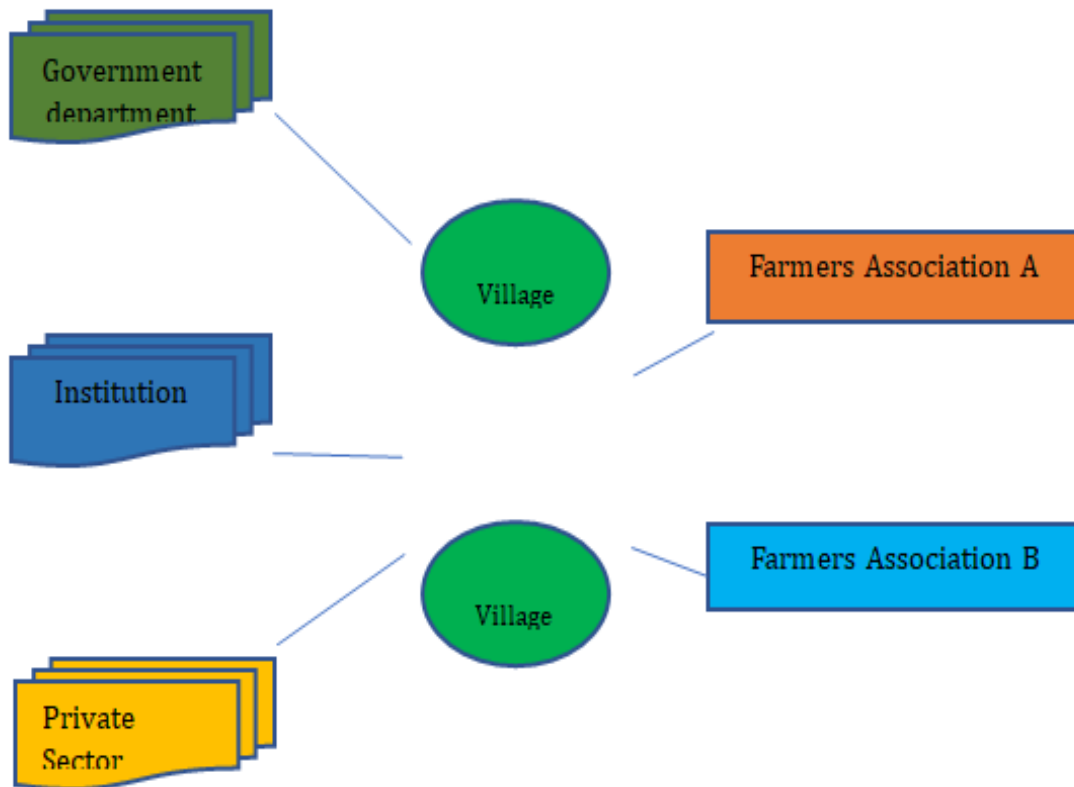 Government
department
Village
Farmers Association A
Institution
Farmers Association B
Village
Private
Sector